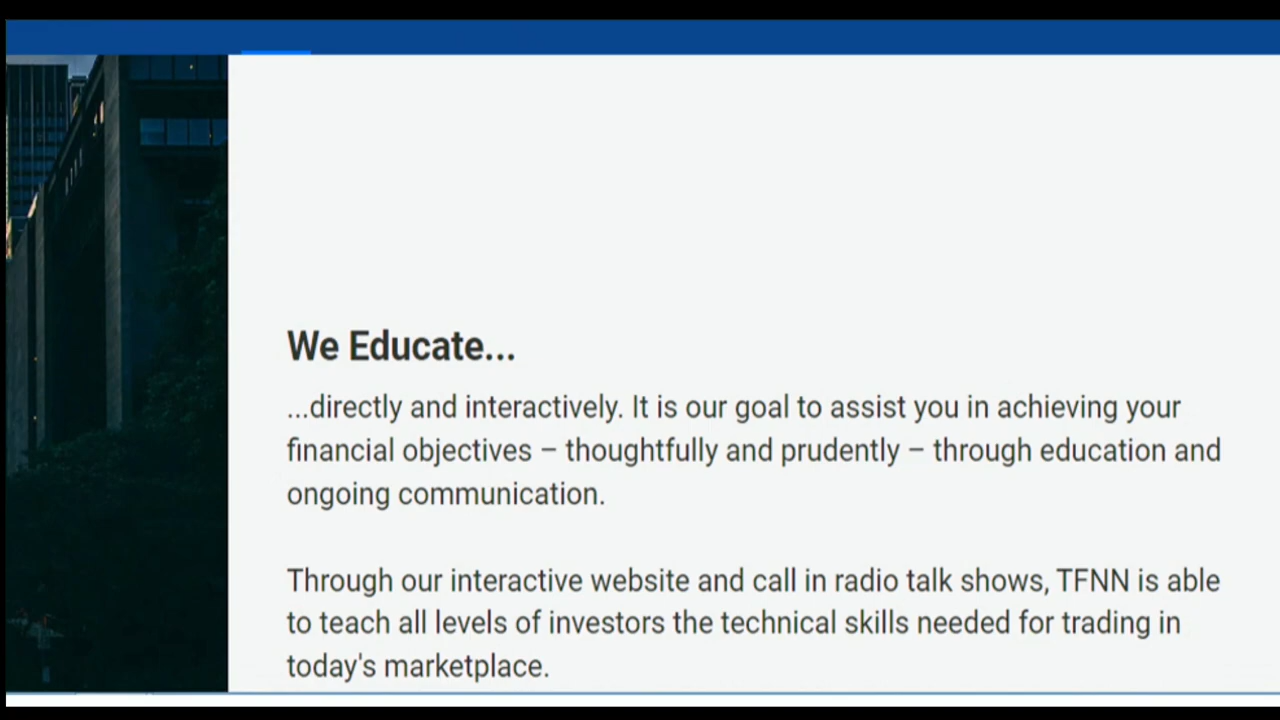 We Educate...
...directly and interactively. It is our goal to assist you in achieving your
financial objectives – thoughtfully and prudently – through education and
ongoing communication.
Through our interactive website and call in radio talk shows, TFNN is able
to teach all levels of investors the technical skills needed for trading in
today's marketplace.